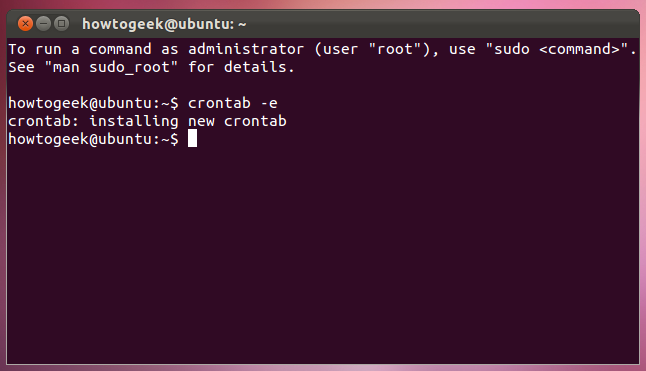 howtogeek@ubuntu: ~
To run a command as administrator (user "root"), use "sudo <command>".
See "man sudo_root" for details.
howtogeek@ubuntu:~$ crontab -e
crontab: installing new crontab
howtogeek@ubuntu:~$